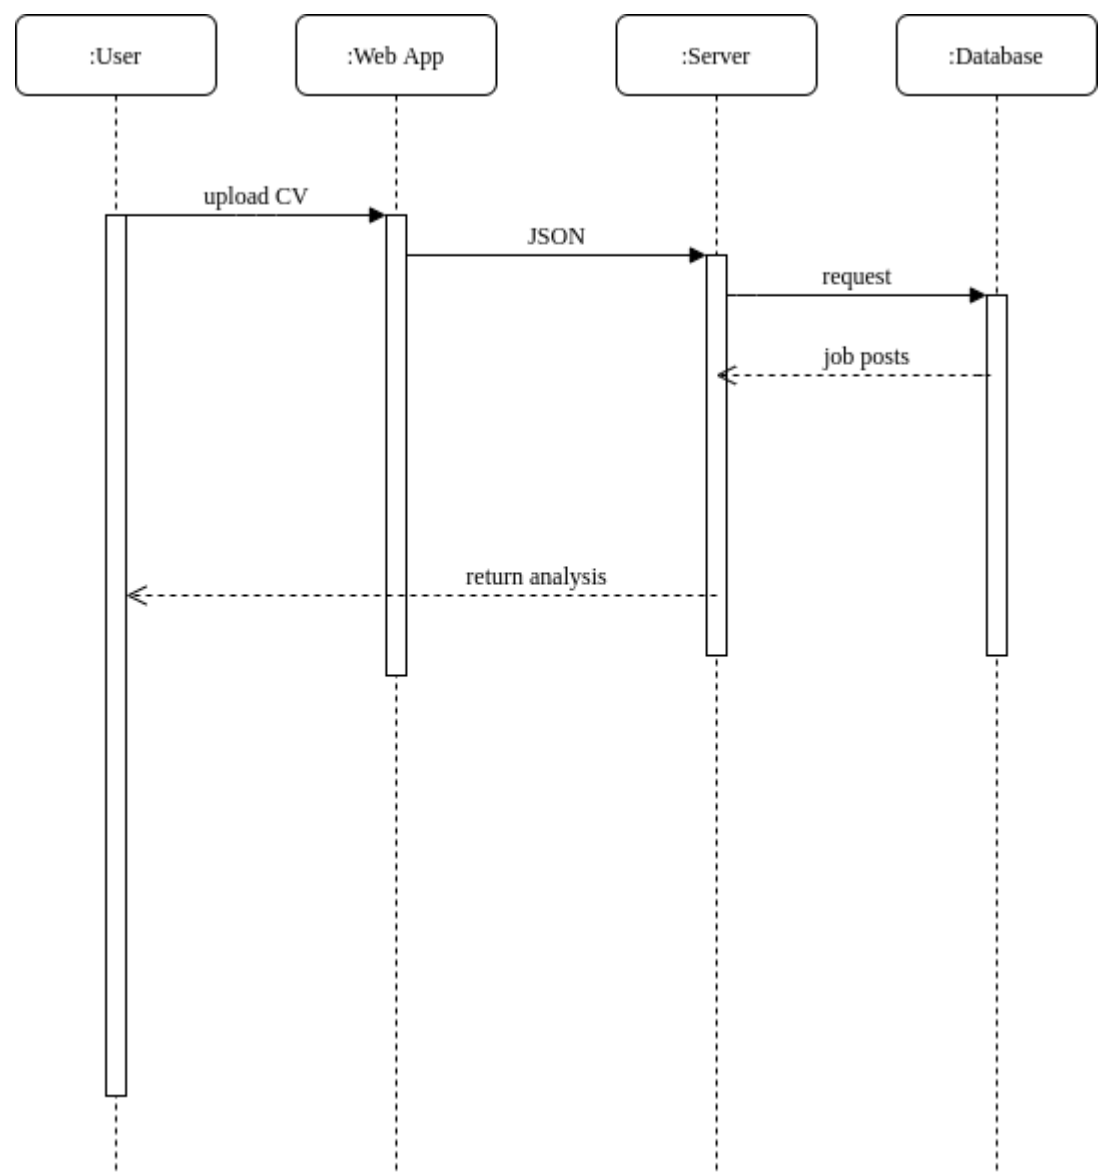 :User
:Web App
:Server
:Database
upload CV
JSON
request
job posts
return analysis